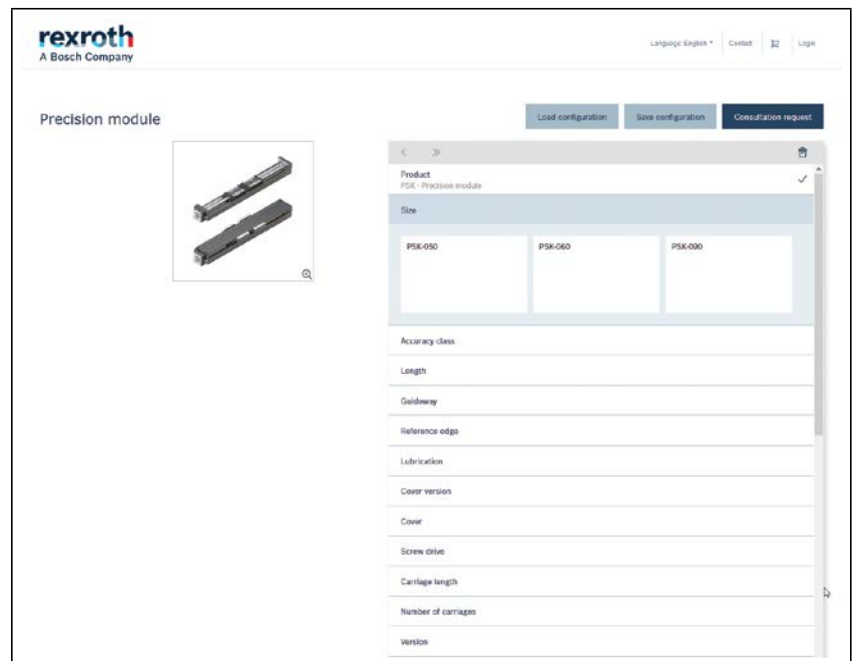 rexroth
A Bosch Company
Language: English
Contact
Login
Precision module
Load configuration
Save configuration
Consultation request
Product
PSK - Precision module
Size
PSK-050
PSK-060
PSK-090
Accuracy class
Length
Guideway
Reference edge
Lubrication
Cover version
Cover
Screw drive
Carriage length
Number of carriages
Version